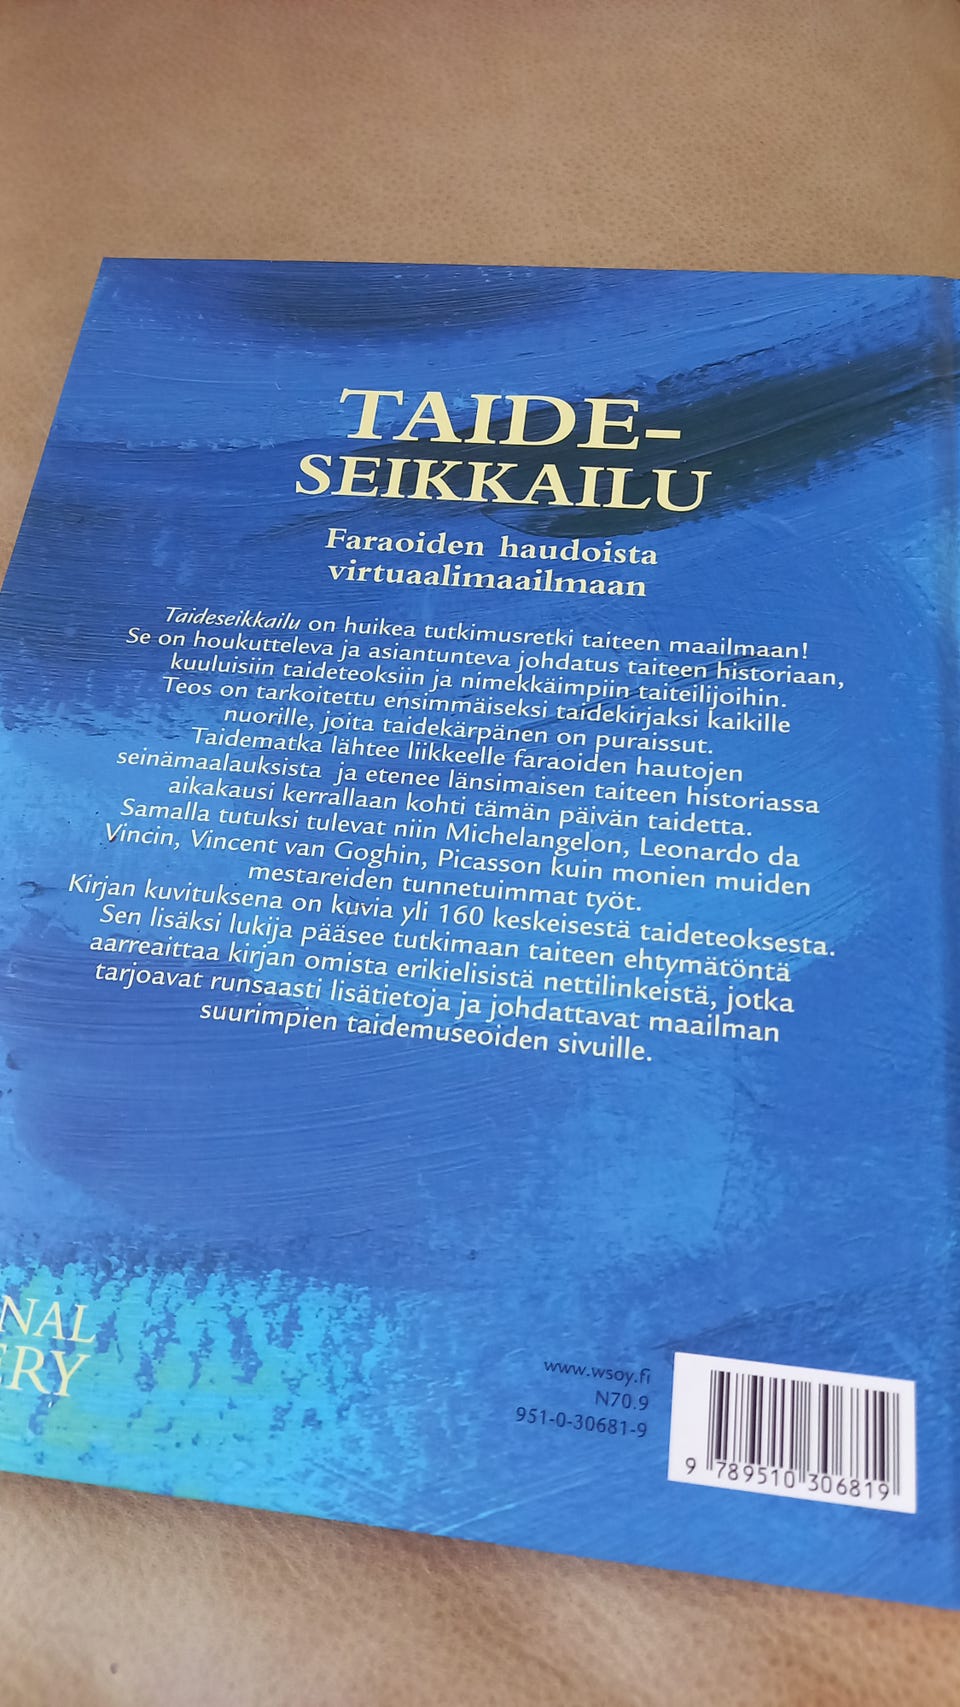 TAIDE-
SEIKKAILU
Faraoiden haudoista
virtuaalimaailmaan
Taideseikkailu on huikea tutkimusretki taiteen maailmaan!
Se on houkutteleva ja asiantunteva johdatus taiteen historiaan,
kuuluisiin taideteoksiin ja nimekkäimpiin taiteilijoihin.
Teos on tarkoitettu ensimmäiseksi taidekirjaksi kaikille
nuorille, joita taidekärpänen on puraissut.
Taidematka lähtee liikkeelle faraoiden hautojen
seinämaalauksista ja etenee länsimaisen taiteen historiassa
aikakausi kerrallaan kohti tämän päivän taidetta.
Samalla tutuksi tulevat niin Michelangelon, Leonardo da
Vincin, Vincent van Goghin, Picasson kuin monien muiden
mestareiden tunnetuimmat työt.
Kirjan kuvituksena on kuvia yli 160 keskeisestä taideteoksesta.
Sen lisäksi lukija pääsee tutkimaan taiteen ehtymätöntä
aarreaittaa kirjan omista erikielisistä nettilinkeistä, jotka
tarjoavat runsaasti lisätietoja ja johdattavat maailman
suurimpien taidemuseoiden sivuille.
NAL
ERY
www.wsoy.fi
N70.9
951-0-30681-9
9 789510 306819